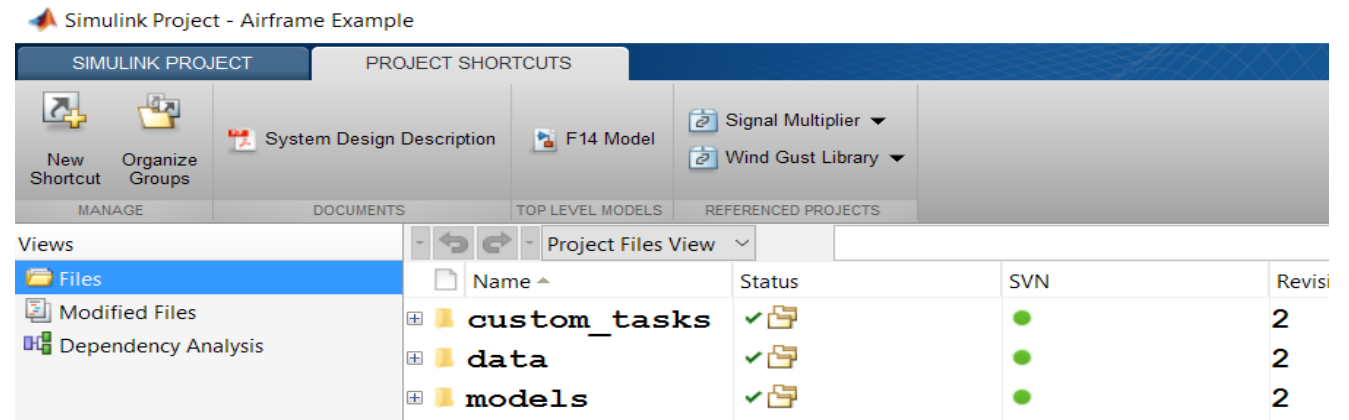 Simulink Project - Airframe Example
SIMULINK PROJECT PROJECT SHORTCUTS
New Shortcut
Organize Groups
MANAGE
System Design Description
DOCUMENTS
F14 Model
TOP LEVEL MODELS
Signal Multiplier
Wind Gust Library
REFERENCED PROJECTS
Views
Files
Modified Files
Dependency Analysis
Project Files View
Name Status SVN Revisi
custom_tasks 2
data 2
models 2